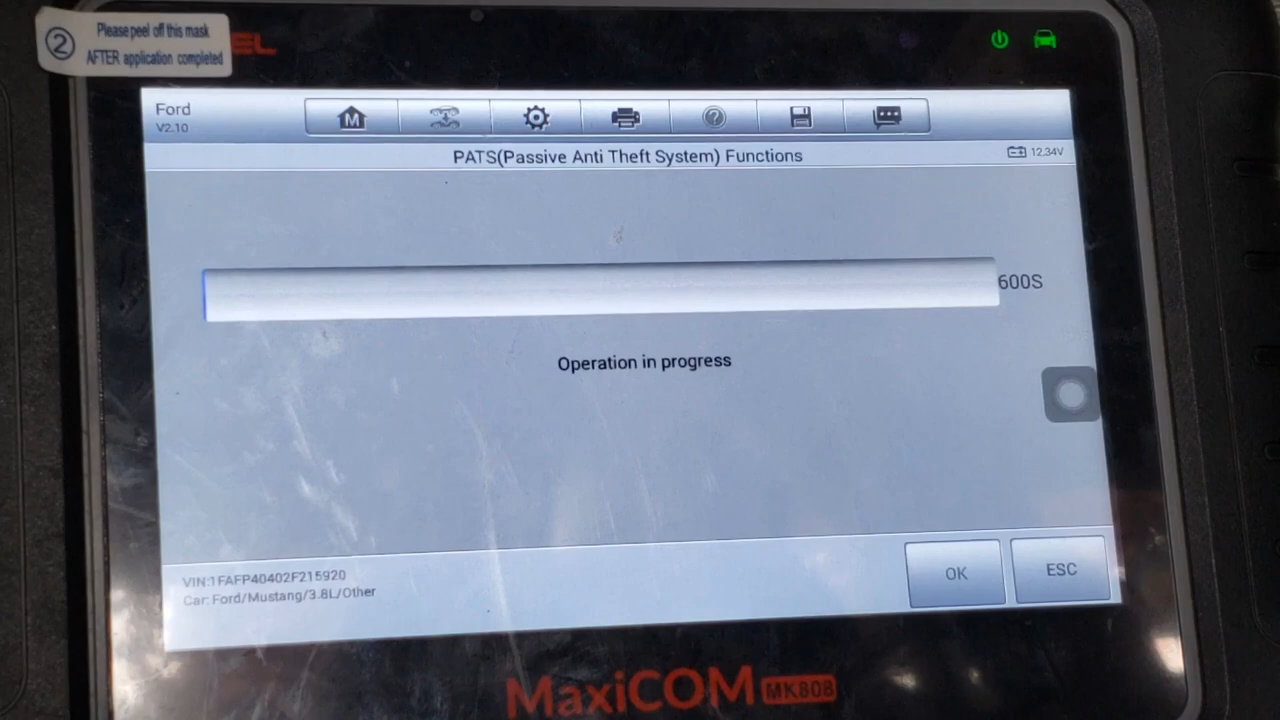 2
Please peel off this mask
AFTER application completed
EL
Ford
V2.10
M
?
PATS(Passive Anti Theft System) Functions
12.34V
600S
Operation in progress
VIN:1FAFP40402F215920
Car: Ford/Mustang/3.8L/Other
OK
ESC
MaxiCOM MK808